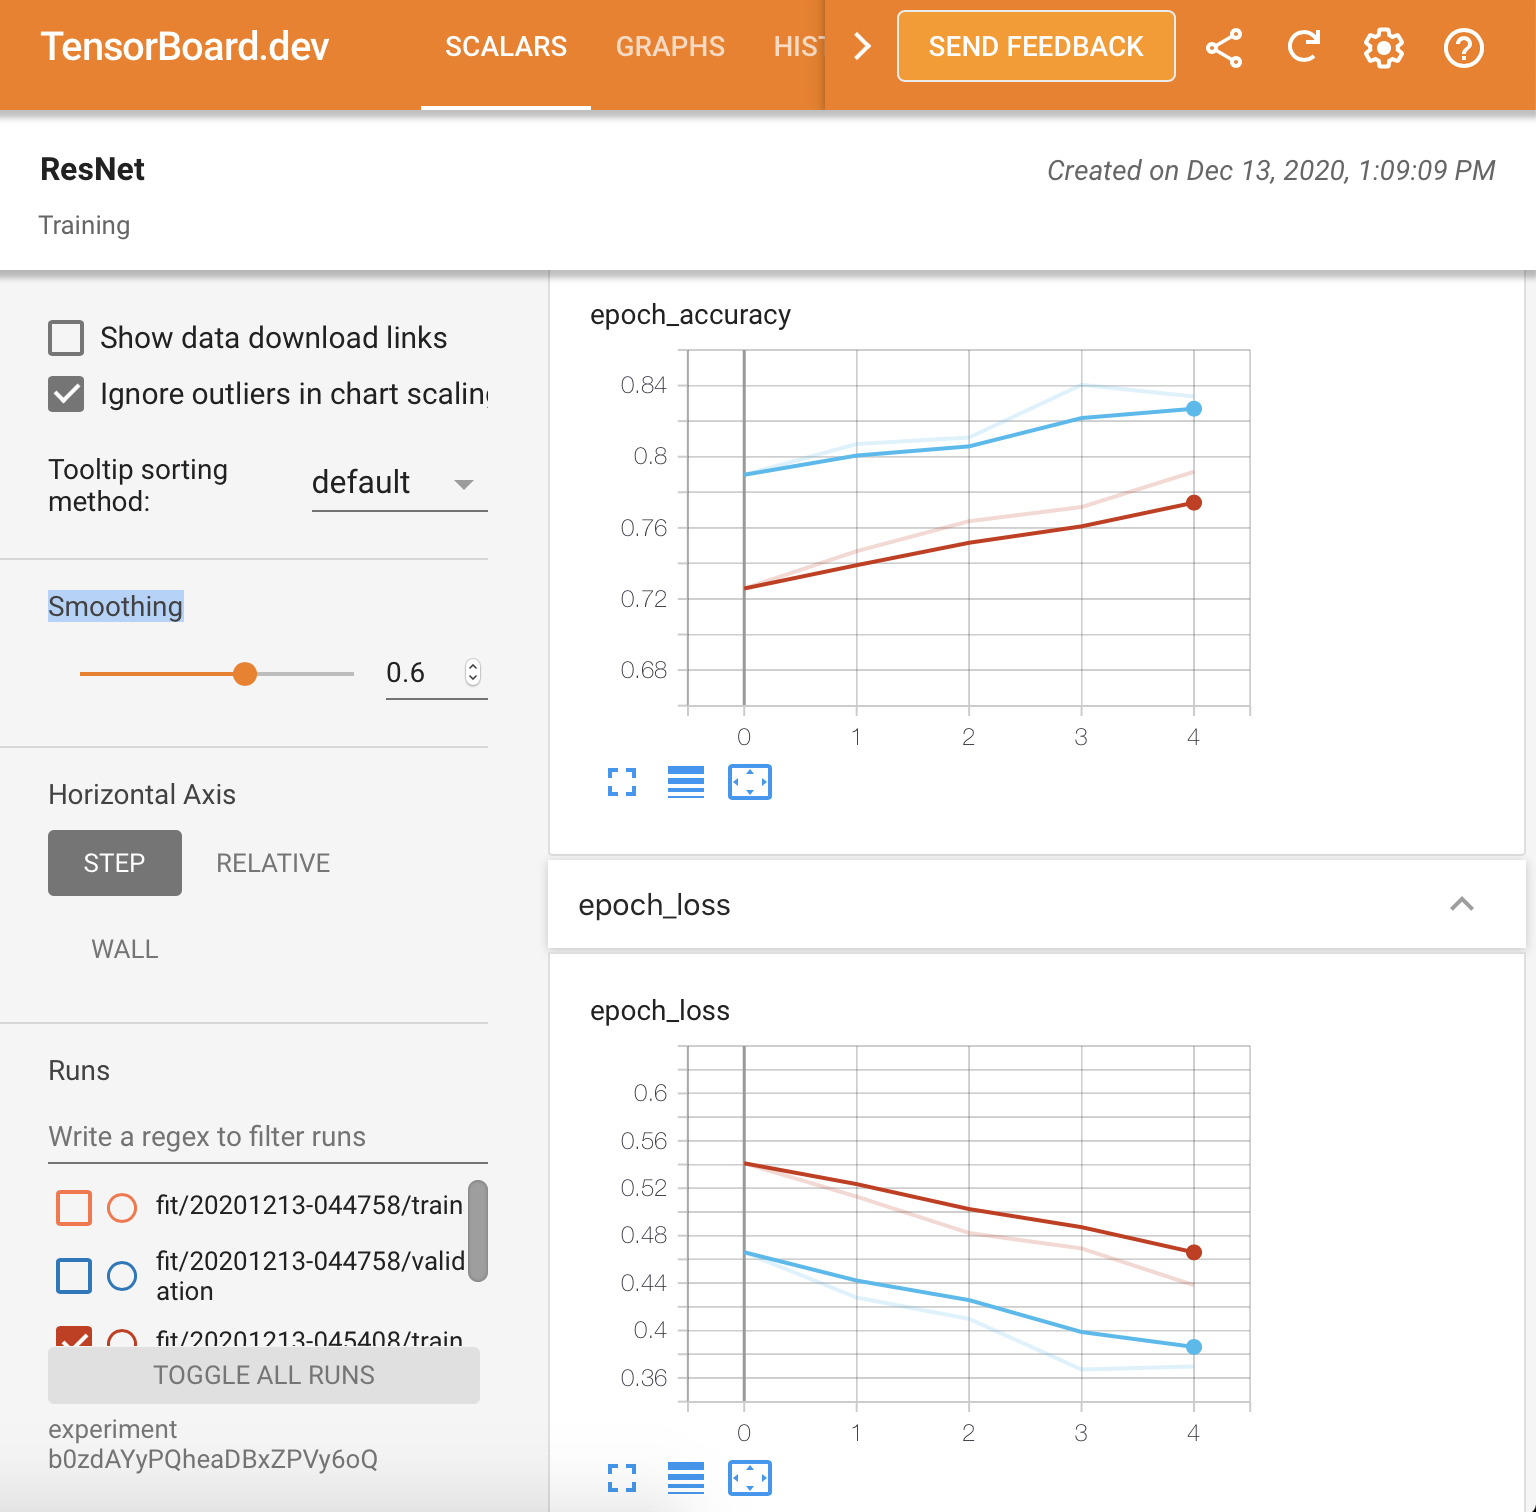 TensorBoard.dev
SCALARS
GRAPHS
HIST
SEND FEEDBACK
ResNet
Created on Dec 13, 2020, 1:09:09 PM
Training
Show data download links
Ignore outliers in chart scaling
Tooltip sorting
method:
default
Smoothing
0.6
Horizontal Axis
STEP
RELATIVE
WALL
Runs
Write a regex to filter runs
fit/20201213-044758/train
fit/20201213-044758/valid
ation
fit/20201213-045408/train
TOGGLE ALL RUNS
experiment
b0zdAYyPQheaDBxZPVy6oQ
epoch_accuracy
0.84
0.8
0.76
0.72
0.68
0 1 2 3 4
epoch_loss
epoch_loss
0.6
0.56
0.52
0.48
0.44
0.4
0.36
0 1 2 3 4